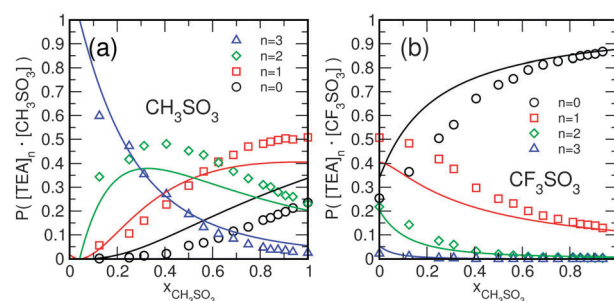 P( [TEA]n · [CH3SO3] )
1
0.9
0.8
0.7
0.6
0.5
0.4
0.3
0.2
0.1
0
(a)
CH3SO3
n=3
n=2
n=1
n=0
0 0.2 0.4 0.6 0.8 1
xCH3SO3
P( [TEA]n · [CF3SO3] )
1
0.9
0.8
0.7
0.6
0.5
0.4
0.3
0.2
0.1
0
(b)
n=0
n=1
n=2
n=3
CF3SO3
0 0.2 0.4 0.6 0.8
xCH3SO3